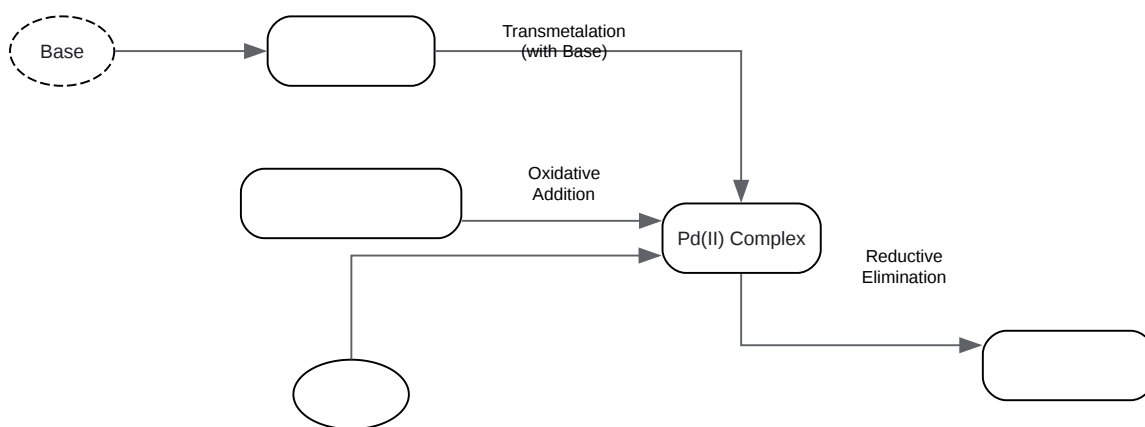 Base
Transmetalation
(with Base)
Oxidative
Addition
Pd(II) Complex
Reductive
Elimination